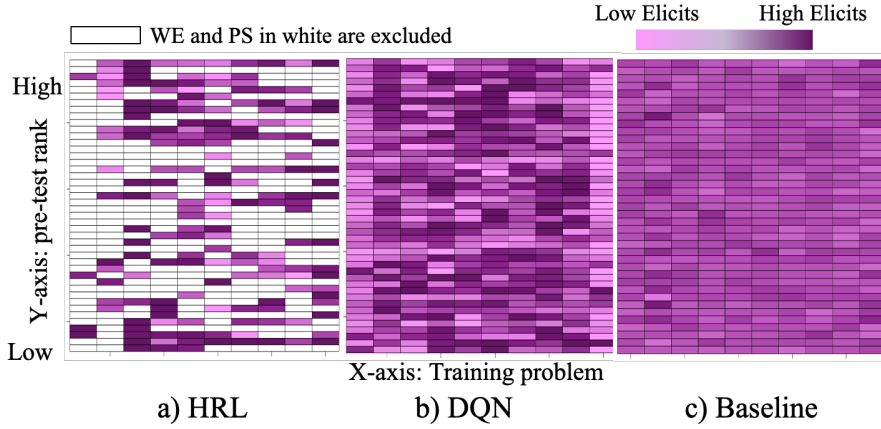 WE and PS in white are excluded
Low Elicits
High Elicits
High
Y-axis: pre-test rank
Low
X-axis: Training problem
a) HRL
b) DQN
c) Baseline